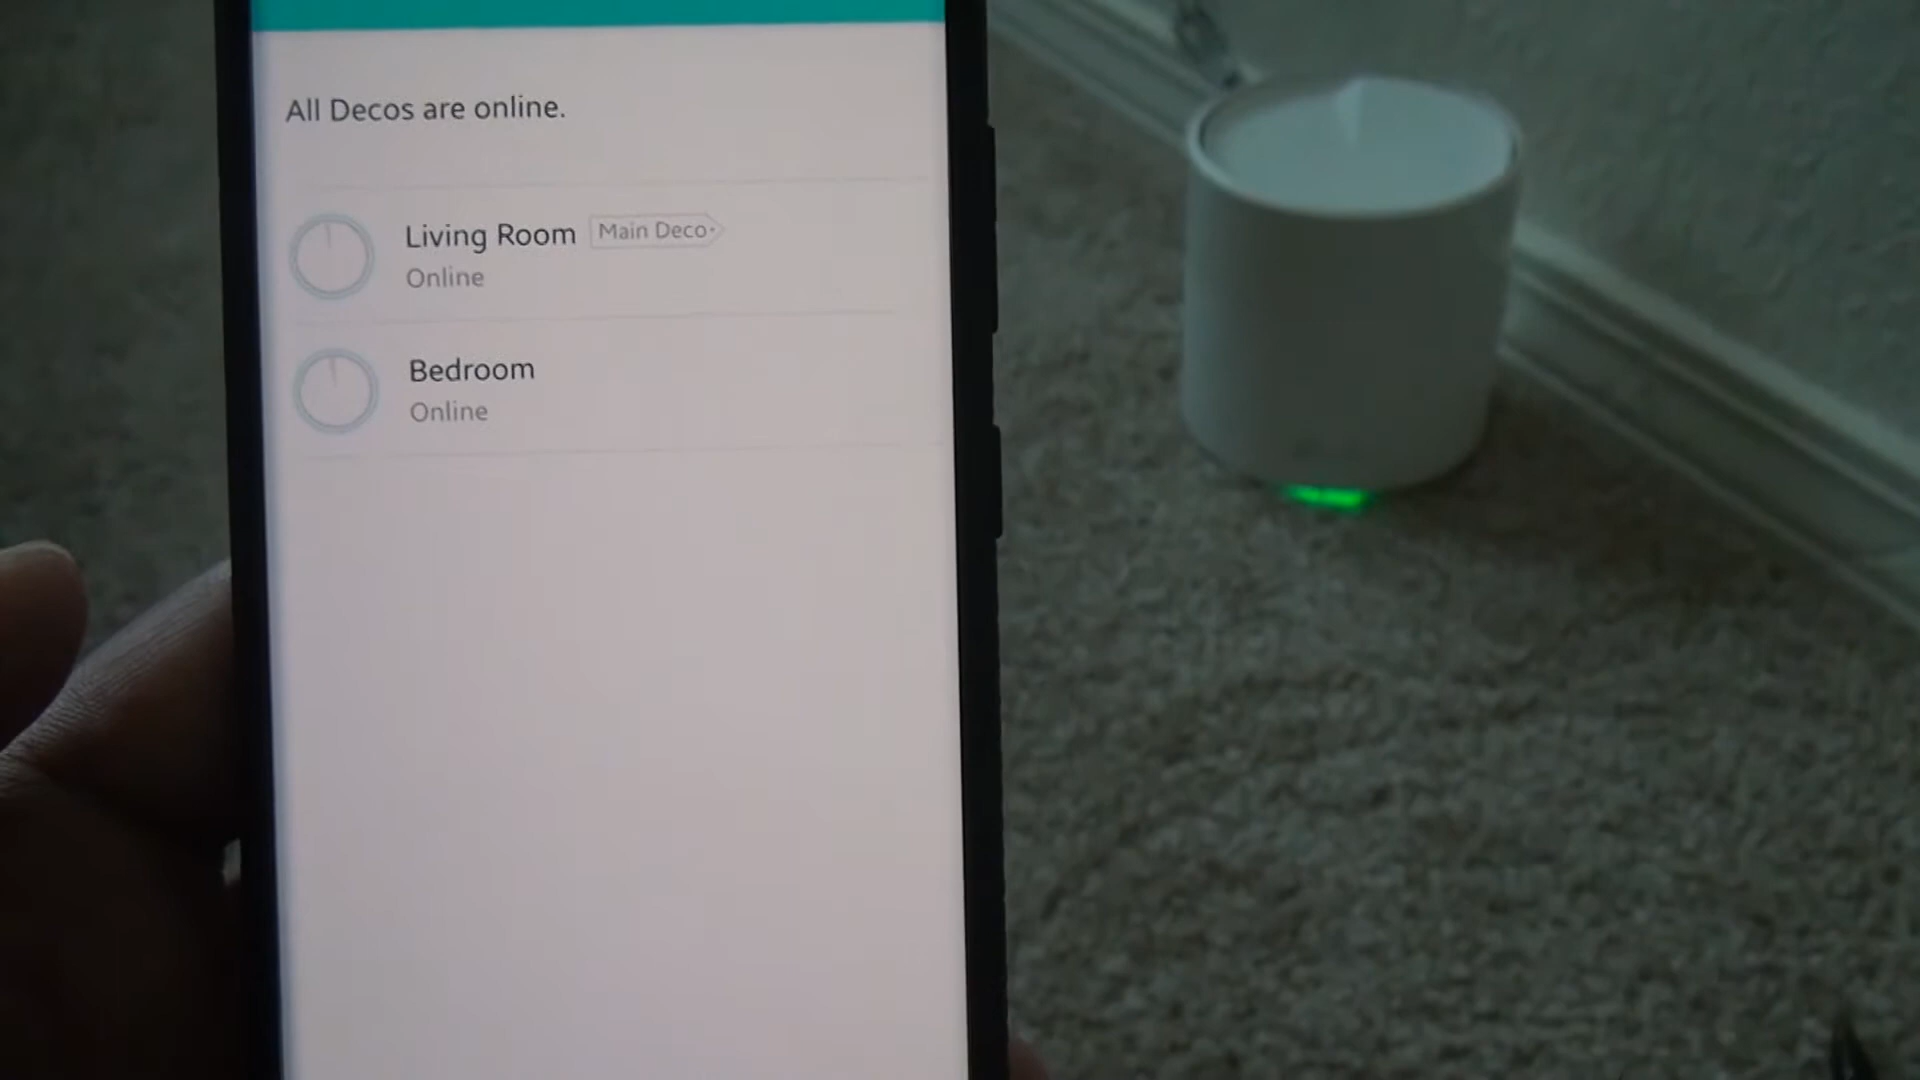 All Decos are online.
Living Room Main Deco
Online
Bedroom
Online